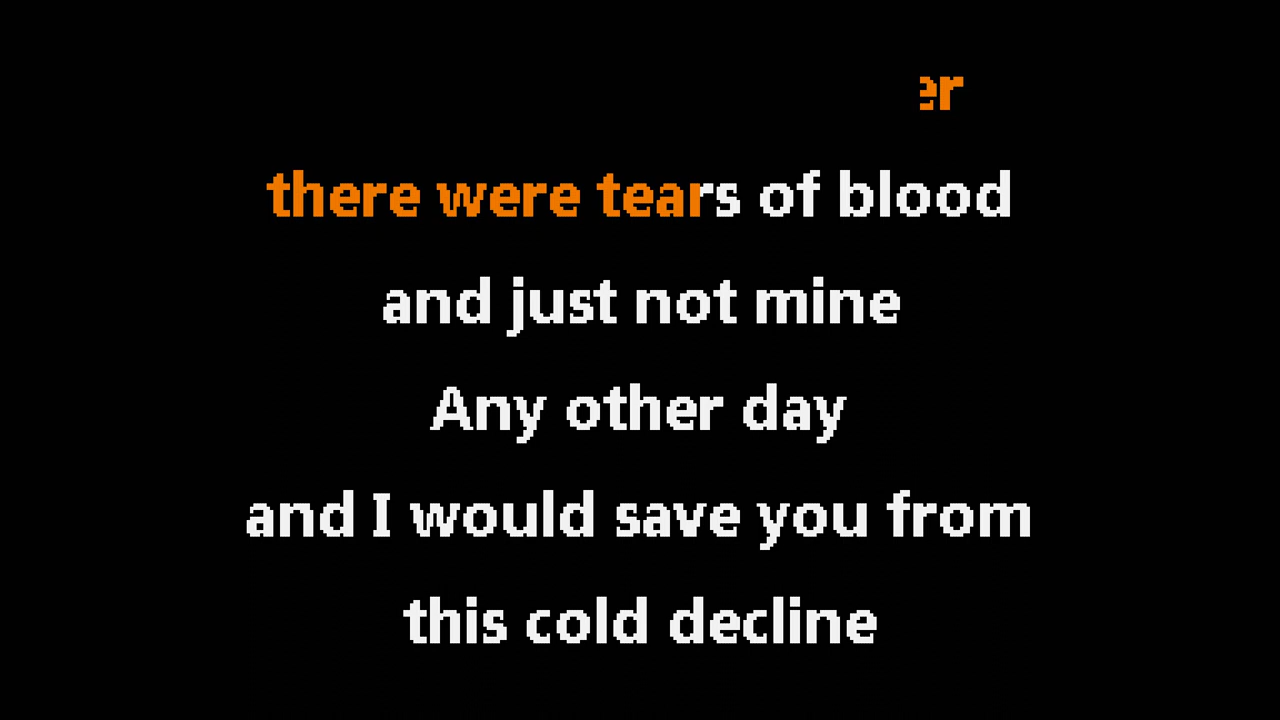 er
there were tears of blood
and just not mine
Any other day
and I would save you from
this cold decline